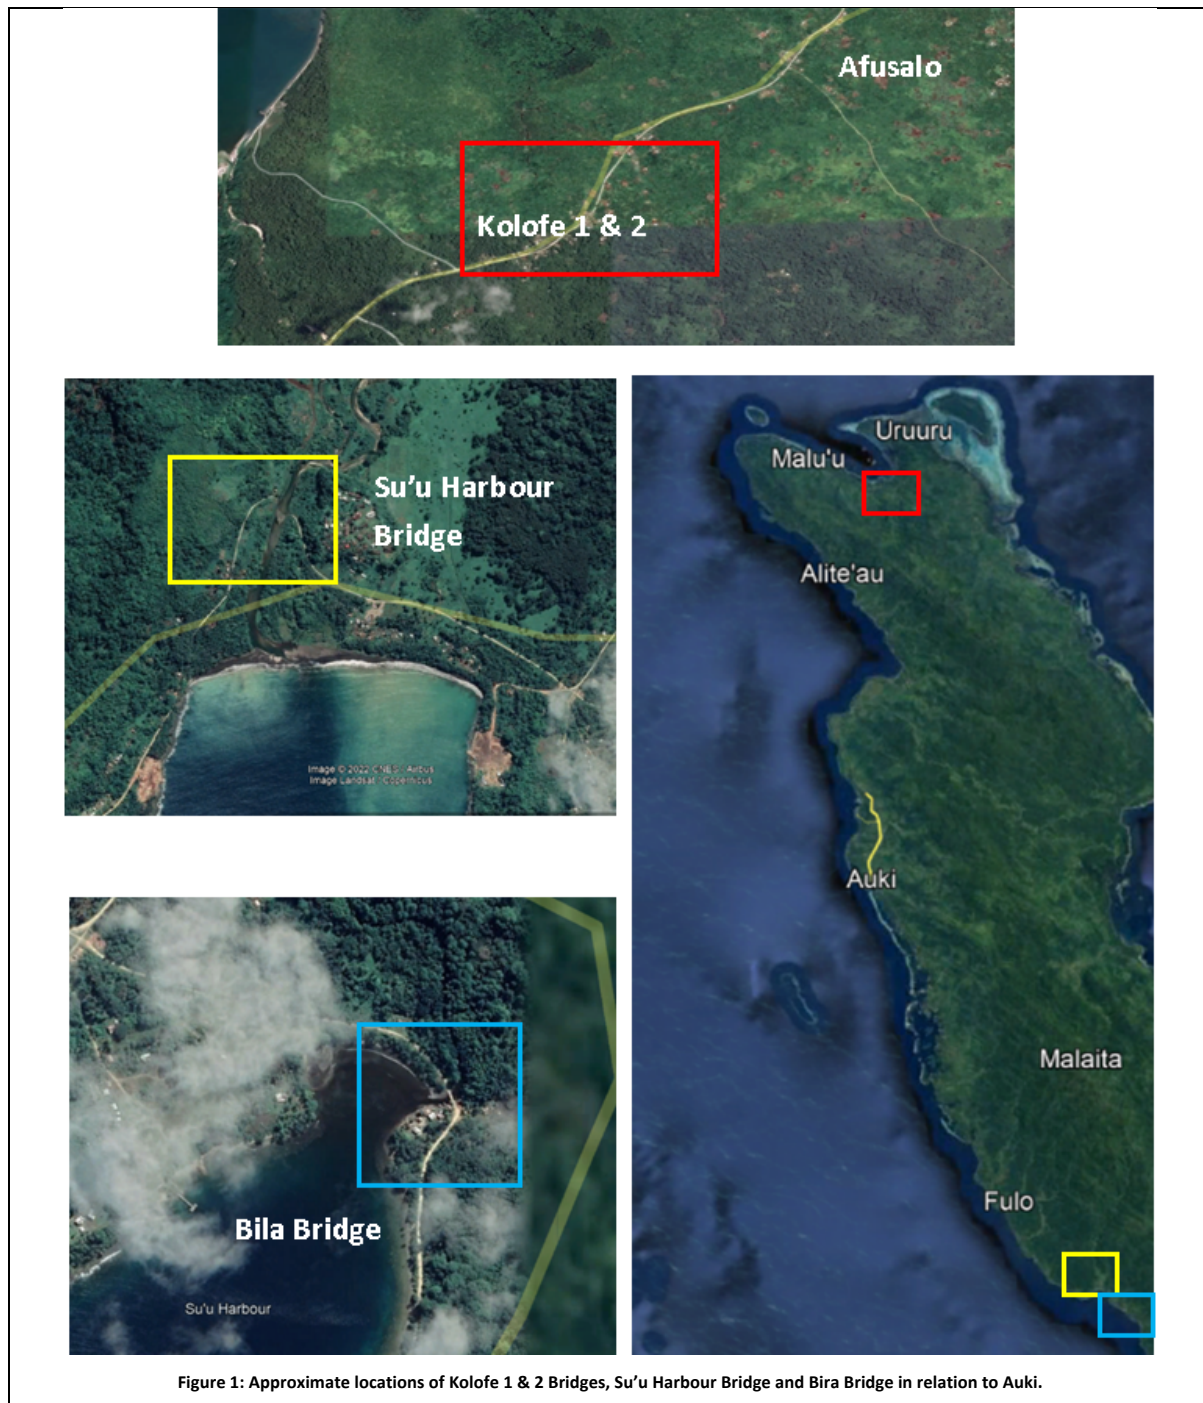 Afusalo
Kolofe 1 & 2
Su’u Harbour
Bridge
Image © 2022 CNES / Airbus
Image Landsat / Copernicus
Uruuru
Malu'u
Alite'au
Auki
Malaita
Fulo
Bila Bridge
Su'u Harbour
Figure 1: Approximate locations of Kolofe 1 & 2 Bridges, Su’u Harbour Bridge and Bira Bridge in relation to Auki.